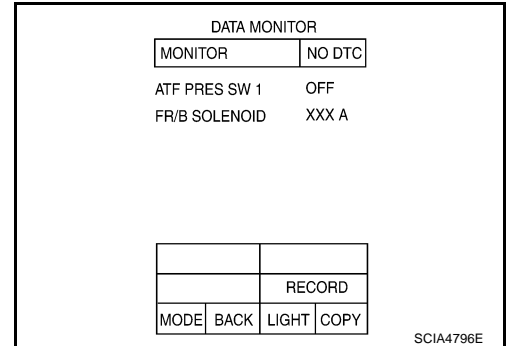 DATA MONITOR
MONITOR NO DTC
ATF PRES SW 1 OFF
FR/B SOLENOID XXX A
RECORD
MODE BACK LIGHT COPY
SCIA4796E